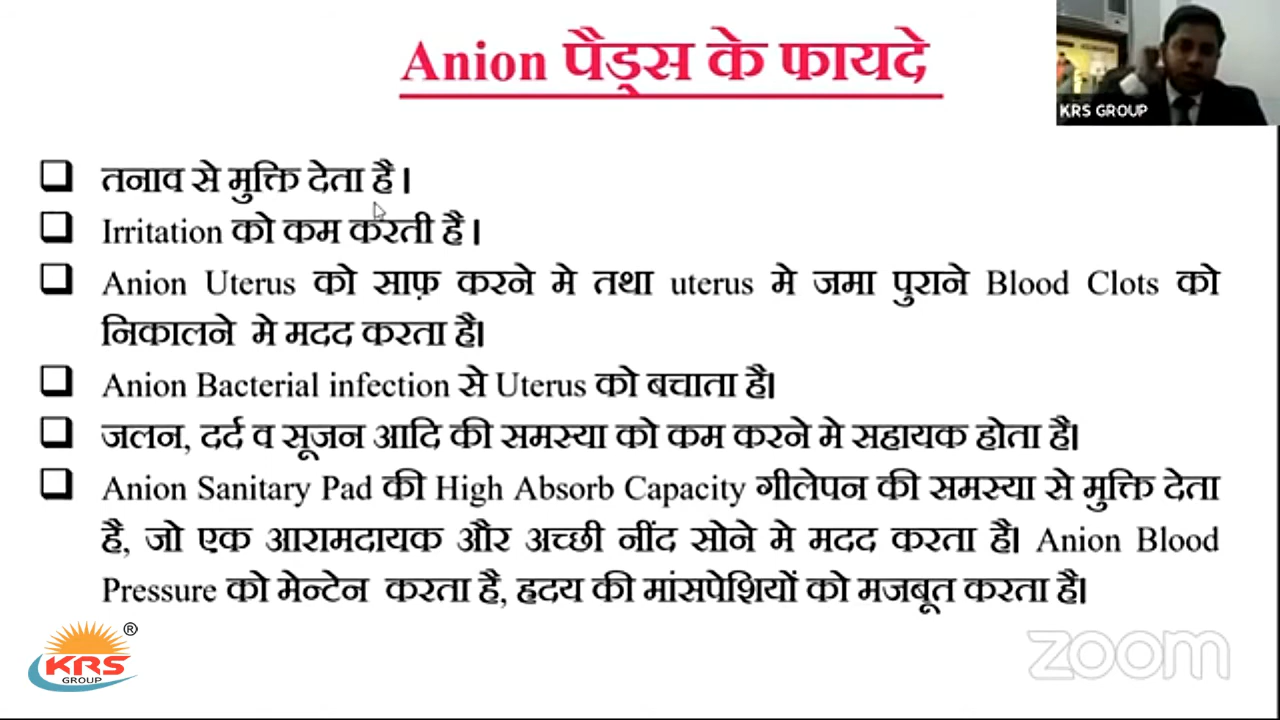 Anion पैड्स के फायदे
KRS GROUP
तनाव से मुक्ति देता है ।
Irritation को कम करती है ।
Anion Uterus को साफ़ करने मे तथा uterus मे जमा पुराने Blood Clots को
निकालने मे मदद करता है।
Anion Bacterial infection से Uterus को बचाता है।
जलन, दर्द व सूजन आदि की समस्या को कम करने मे सहायक होता है।
Anion Sanitary Pad की High Absorb Capacity गीलेपन की समस्या से मुक्ति देता
है, जो एक आरामदायक और अच्छी नींद सोने मे मदद करता है। Anion Blood
Pressure को मेन्टेन करता है, हृदय की मांसपेशियों को मजबूत करता है।
KRS ®
GROUP
zoom